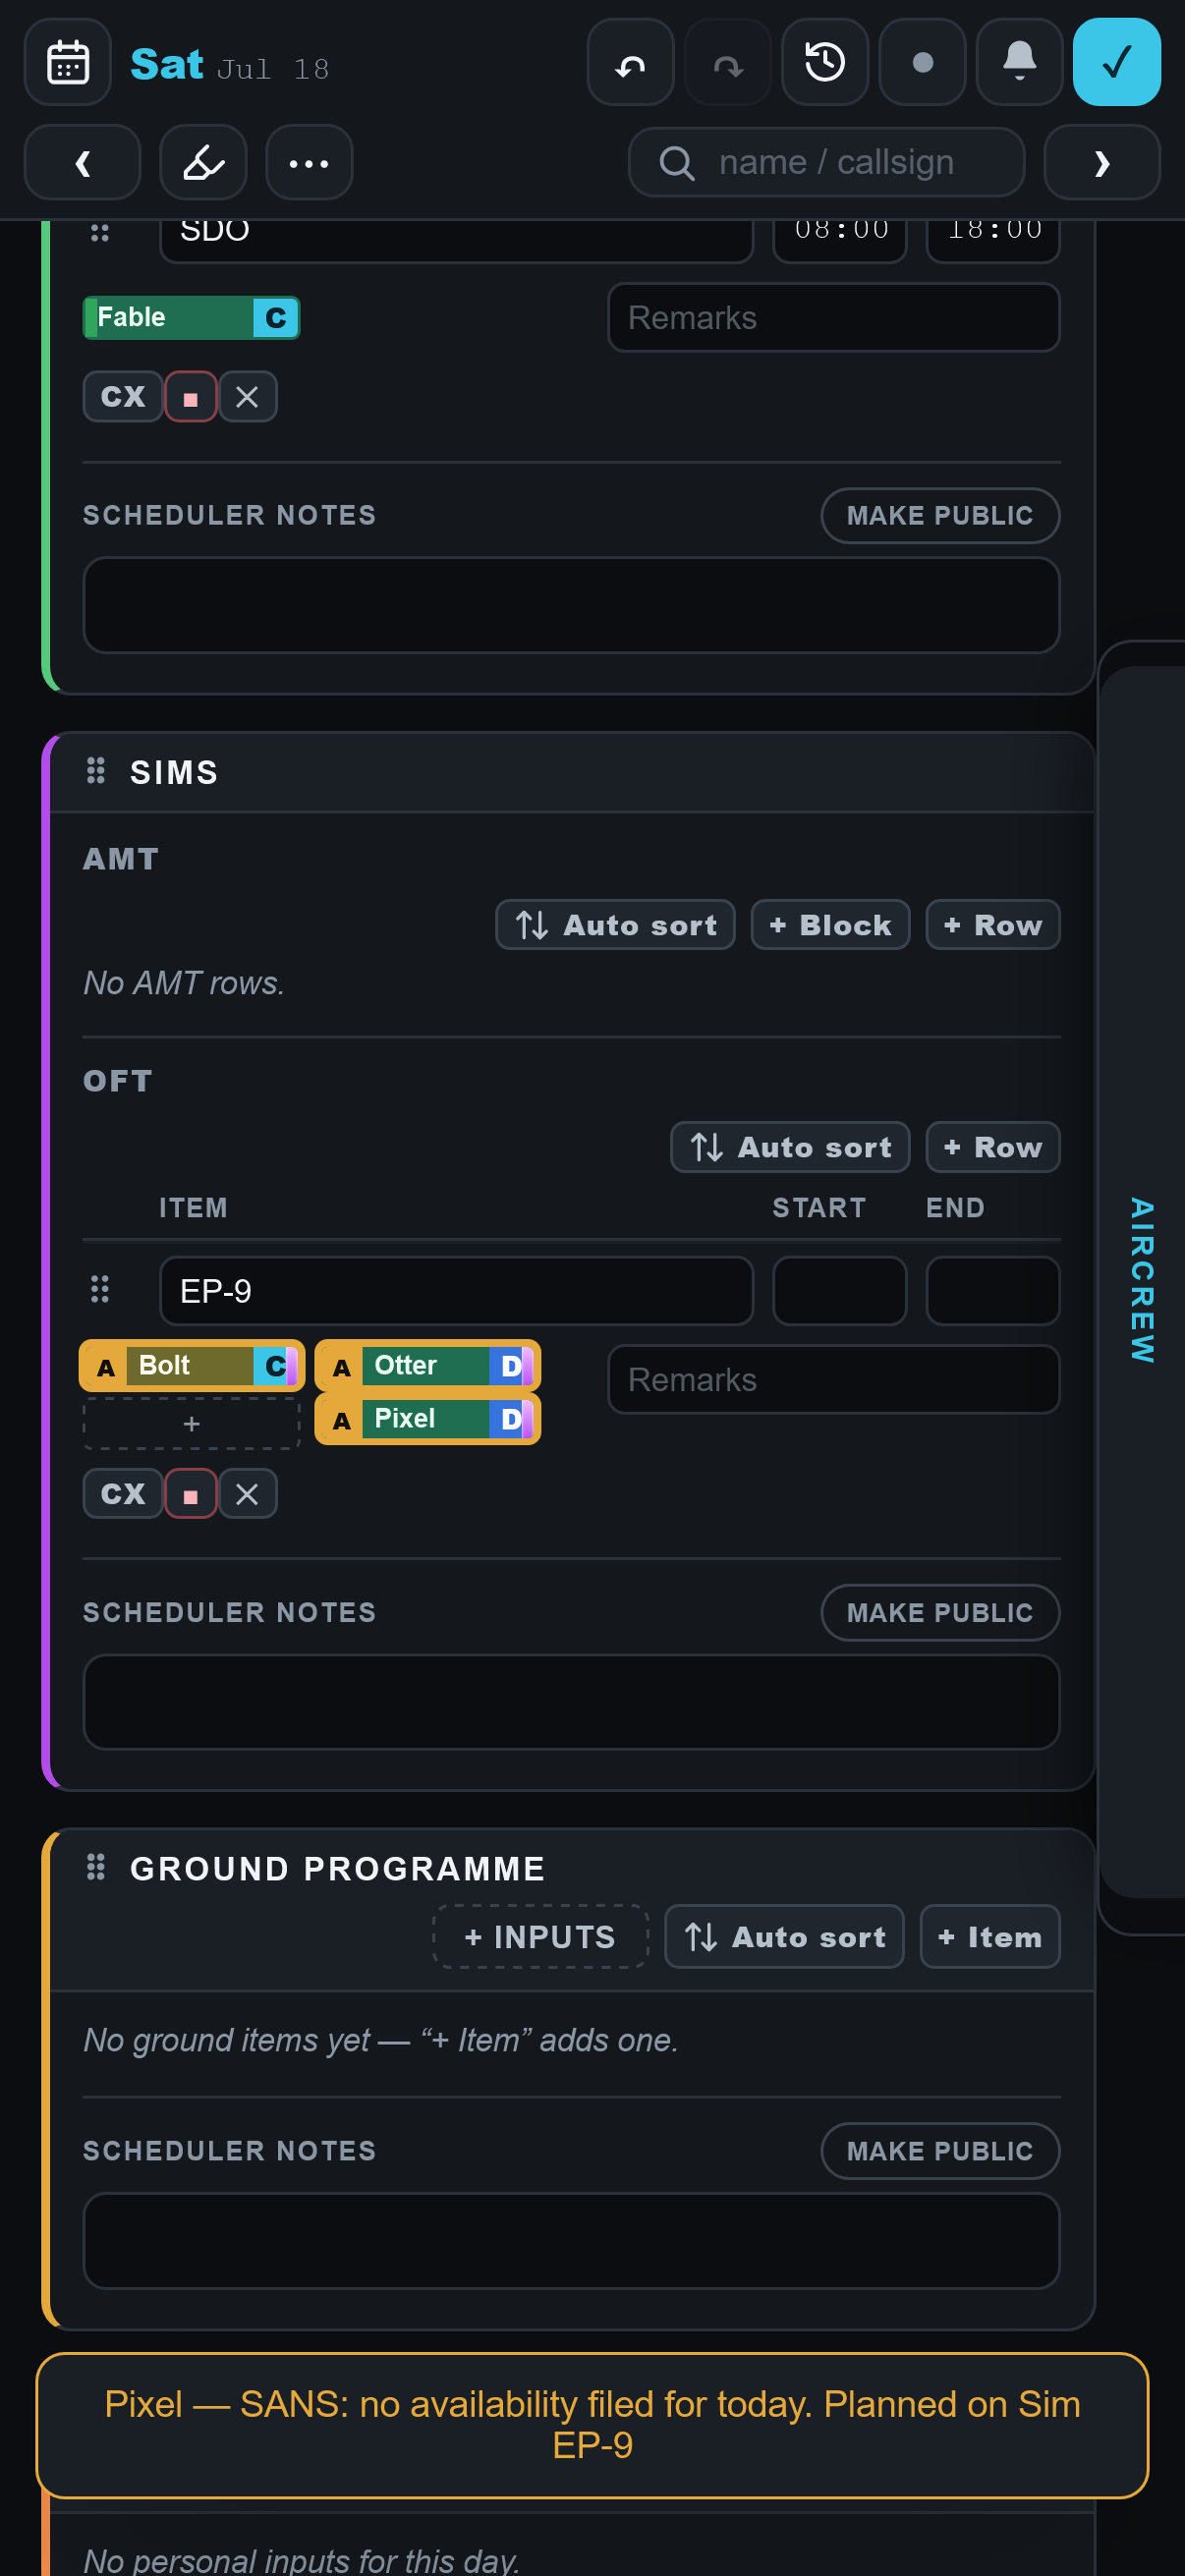 Sat Jul 18
name / callsign
SDO 08:00 18:00
Fable C Remarks
CX
SCHEDULER NOTES MAKE PUBLIC
SIMS
AMT
Auto sort + Block + Row
No AMT rows.
OFT
Auto sort + Row
ITEM START END
EP-9
A Bolt C A Otter D Remarks
+ A Pixel D
CX
SCHEDULER NOTES MAKE PUBLIC
AIRCREW
GROUND PROGRAMME
+ INPUTS Auto sort + Item
No ground items yet — “+ Item” adds one.
SCHEDULER NOTES MAKE PUBLIC
Pixel — SANS: no availability filed for today. Planned on Sim
EP-9
No personal inputs for this day.